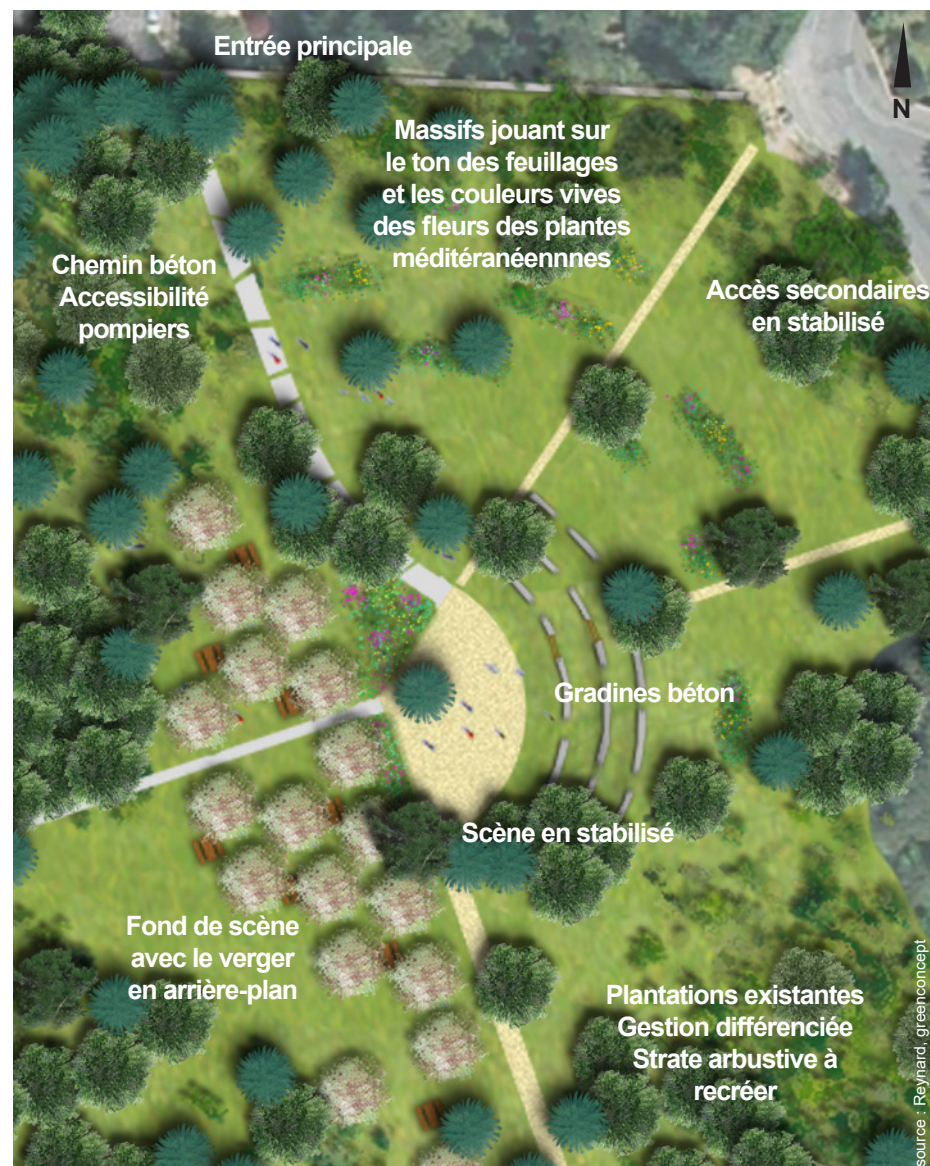 Entrée principale
N
Massifs jouant sur
le ton des feuillages
et les couleurs vives
des fleurs des plantes
méditéranéennnes
Chemin béton
Accessibilité
pompiers
Accès secondaires
en stabilisé
Gradines béton
Scène en stabilisé
Fond de scène
avec le verger
en arrière-plan
Plantations existantes
Gestion différenciée
Strate arbustive à
recréer
source : Reynard, greenconcept